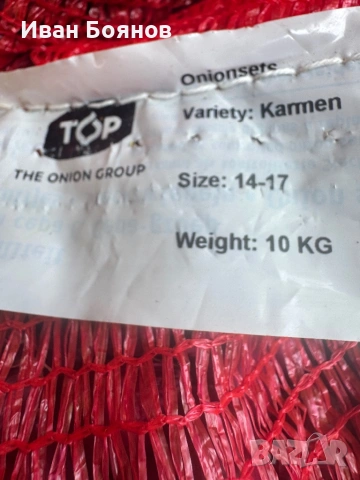 Иван Боянов
Onionsets
Variety: Karmen
TOP
THE ONION GROUP
Size: 14-17
Weight: 10 KG
BAZAR